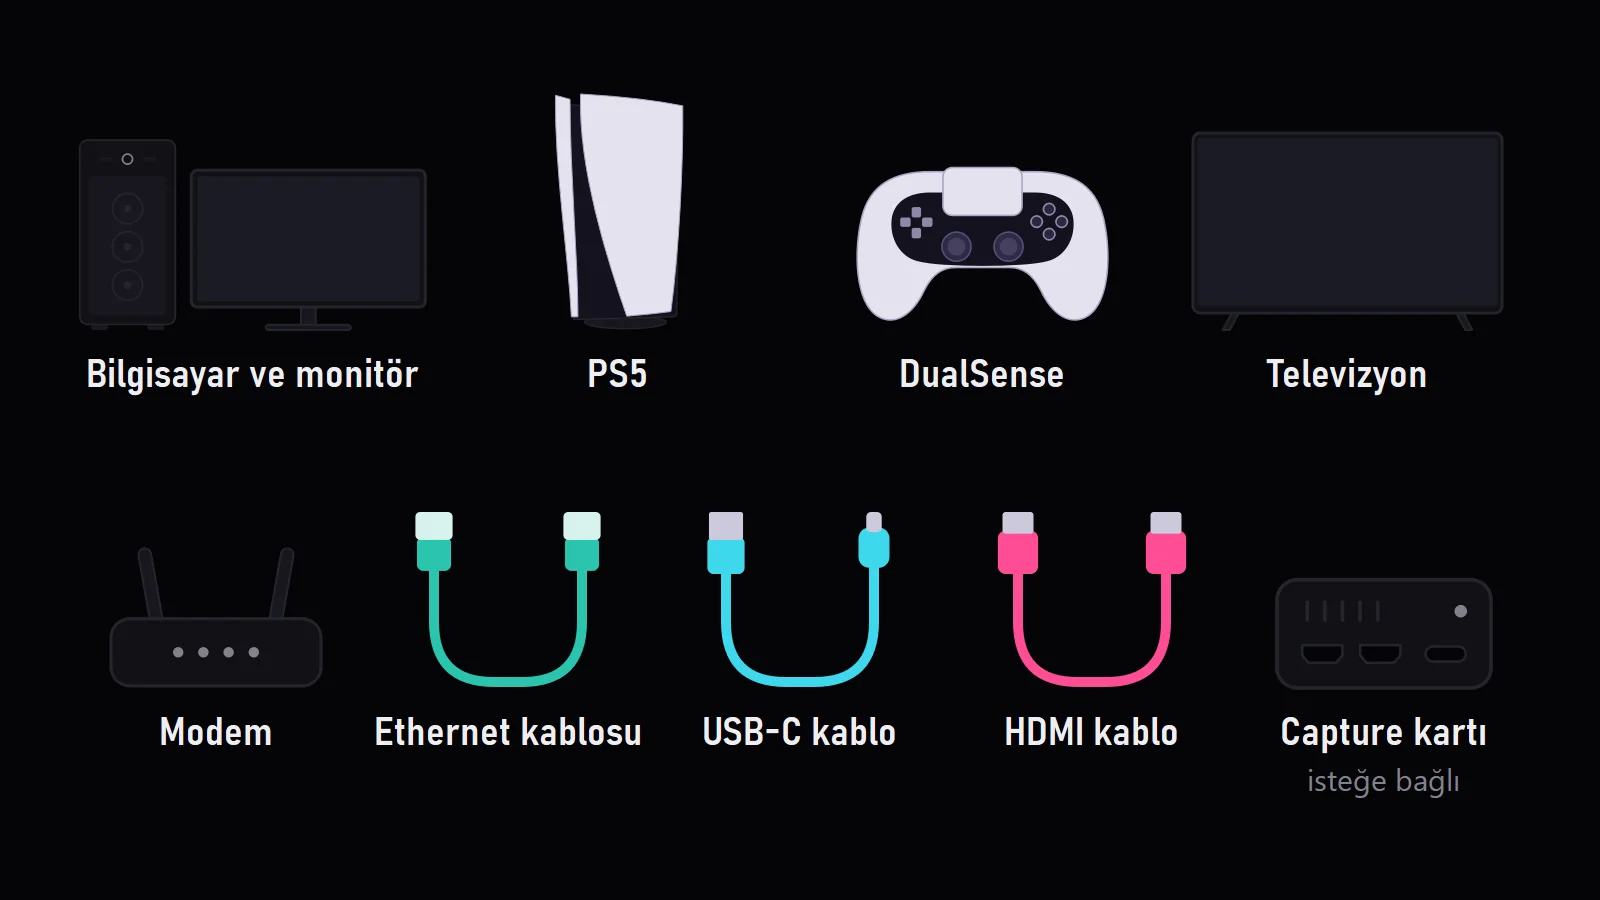 Bilgisayar ve monitör
PS5
DualSense
Televizyon
Modem
Ethernet kablosu
USB-C kablo
HDMI kablo
Capture kartı
isteğe bağlı